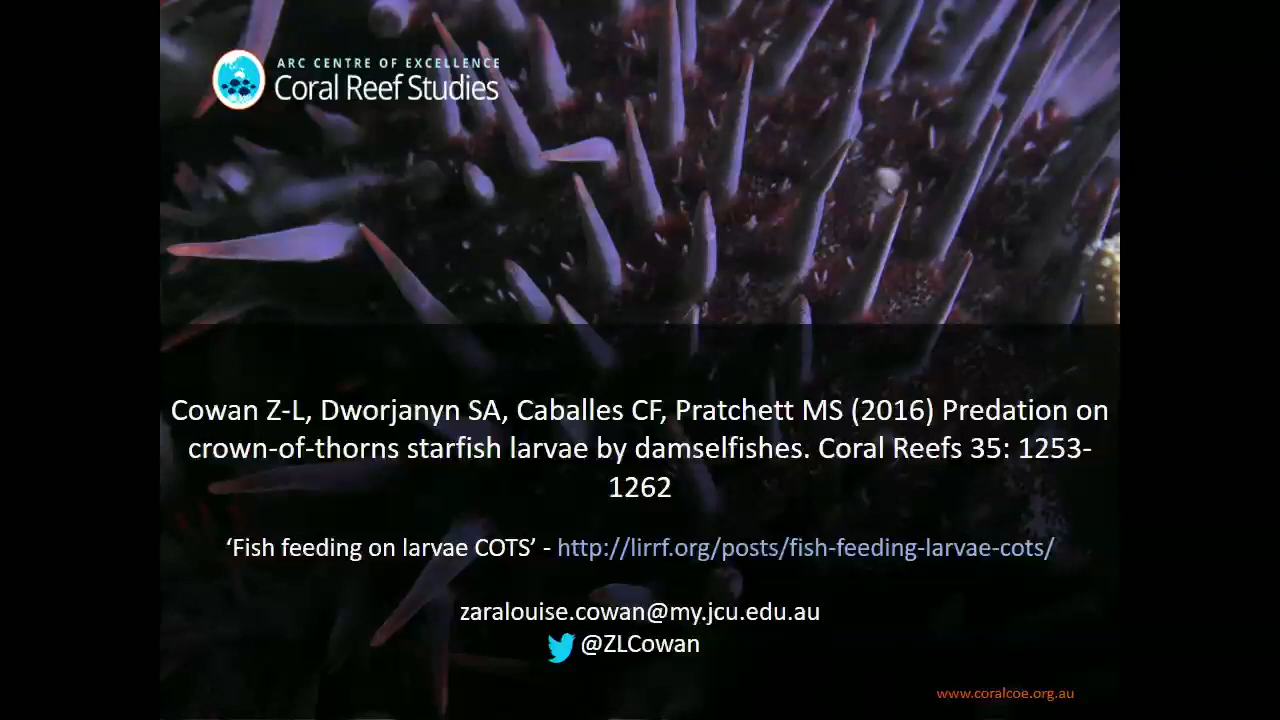 ARC CENTRE OF EXCELLENCE
Coral Reef Studies
Cowan Z-L, Dworjanyn SA, Caballes CF, Pratchett MS (2016) Predation on
crown-of-thorns starfish larvae by damselfishes. Coral Reefs 35: 1253-
1262
‘Fish feeding on larvae COTS’ - http://lirrf.org/posts/fish-feeding-larvae-cots/
zaralouise.cowan@my.jcu.edu.au
@ZLCowan
www.coralcoe.org.au